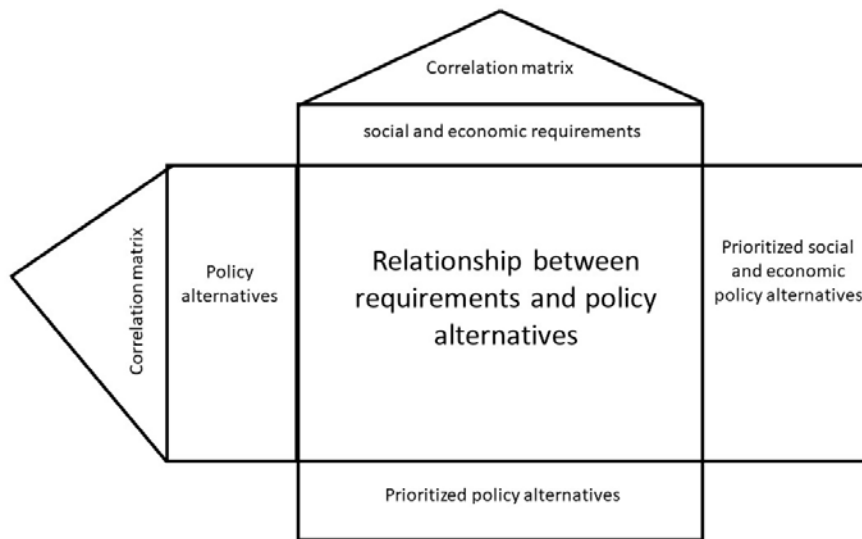 Correlation matrix
social and economic requirements
Correlation matrix
Policy
alternatives
Relationship between
requirements and policy
alternatives
Prioritized social
and economic
policy alternatives
Prioritized policy alternatives